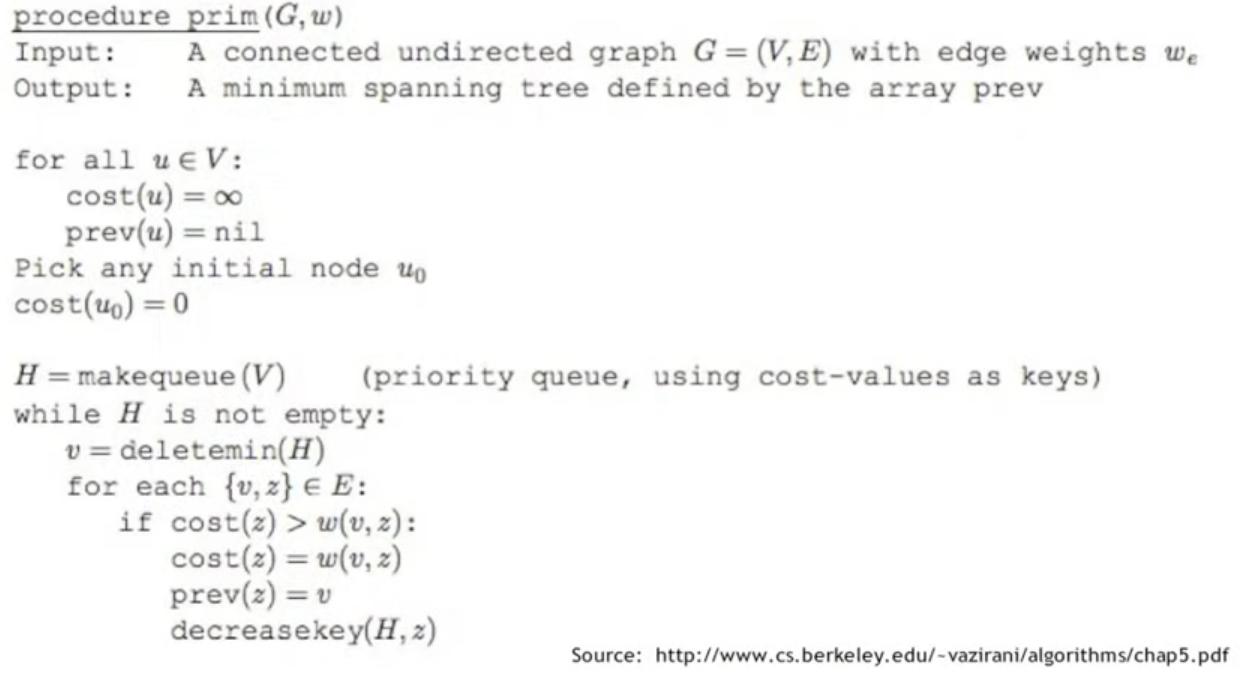 procedure prim(G, w)
Input: A connected undirected graph G = (V, E) with edge weights wₑ
Output: A minimum spanning tree defined by the array prev
for all u ∈ V:
cost(u) = ∞
prev(u) = nil
Pick any initial node u₀
cost(u₀) = 0
H = makequeue(V) (priority queue, using cost-values as keys)
while H is not empty:
v = deletemin(H)
for each {v, z} ∈ E:
if cost(z) > w(v, z):
cost(z) = w(v, z)
prev(z) = v
decreasekey(H, z)
Source: http://www.cs.berkeley.edu/~vazirani/algorithms/chap5.pdf